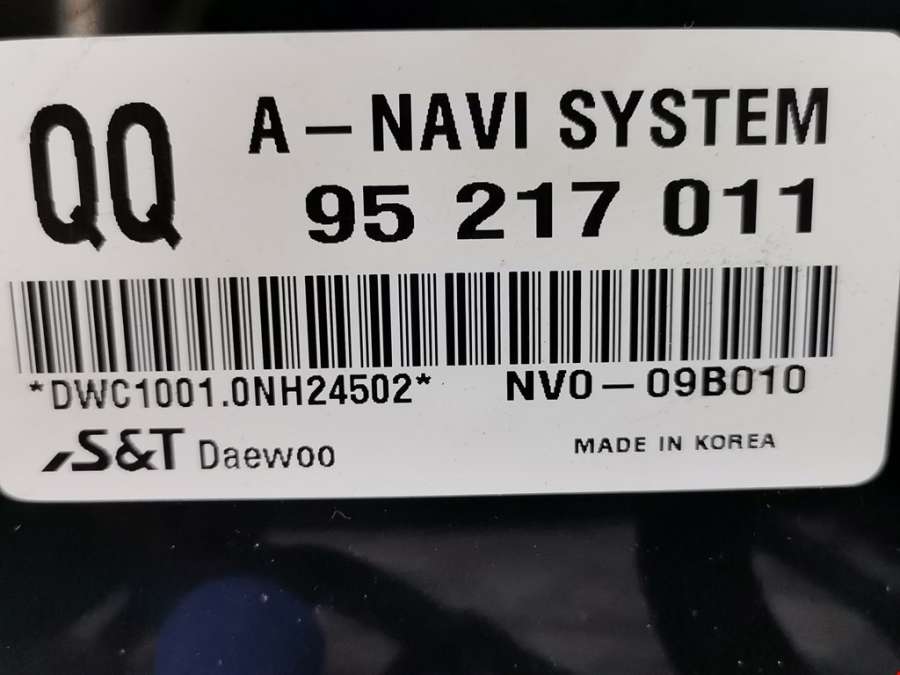 QQ A-NAVI SYSTEM
95 217 011
*DWC1001.0NH24502* NV0-09B010
S&T Daewoo MADE IN KOREA